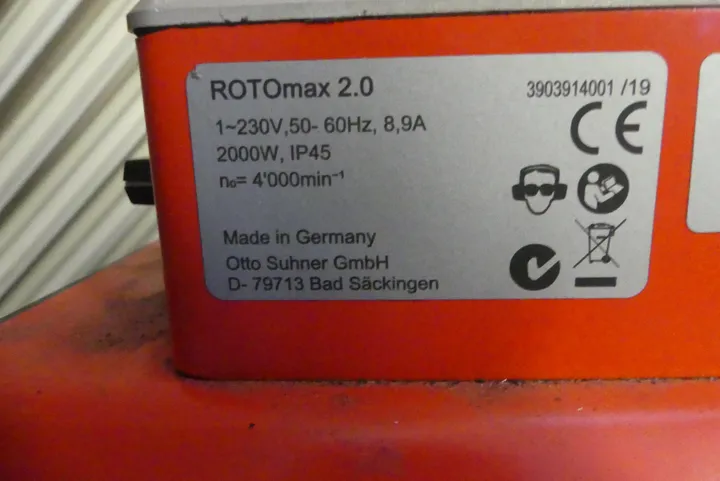 ROTOmax 2.0 3903914001 /19
1~230V,50- 60Hz, 8,9A
2000W, IP45
n₀= 4'000min⁻¹
CE
Made in Germany
Otto Suhner GmbH
D- 79713 Bad Säckingen